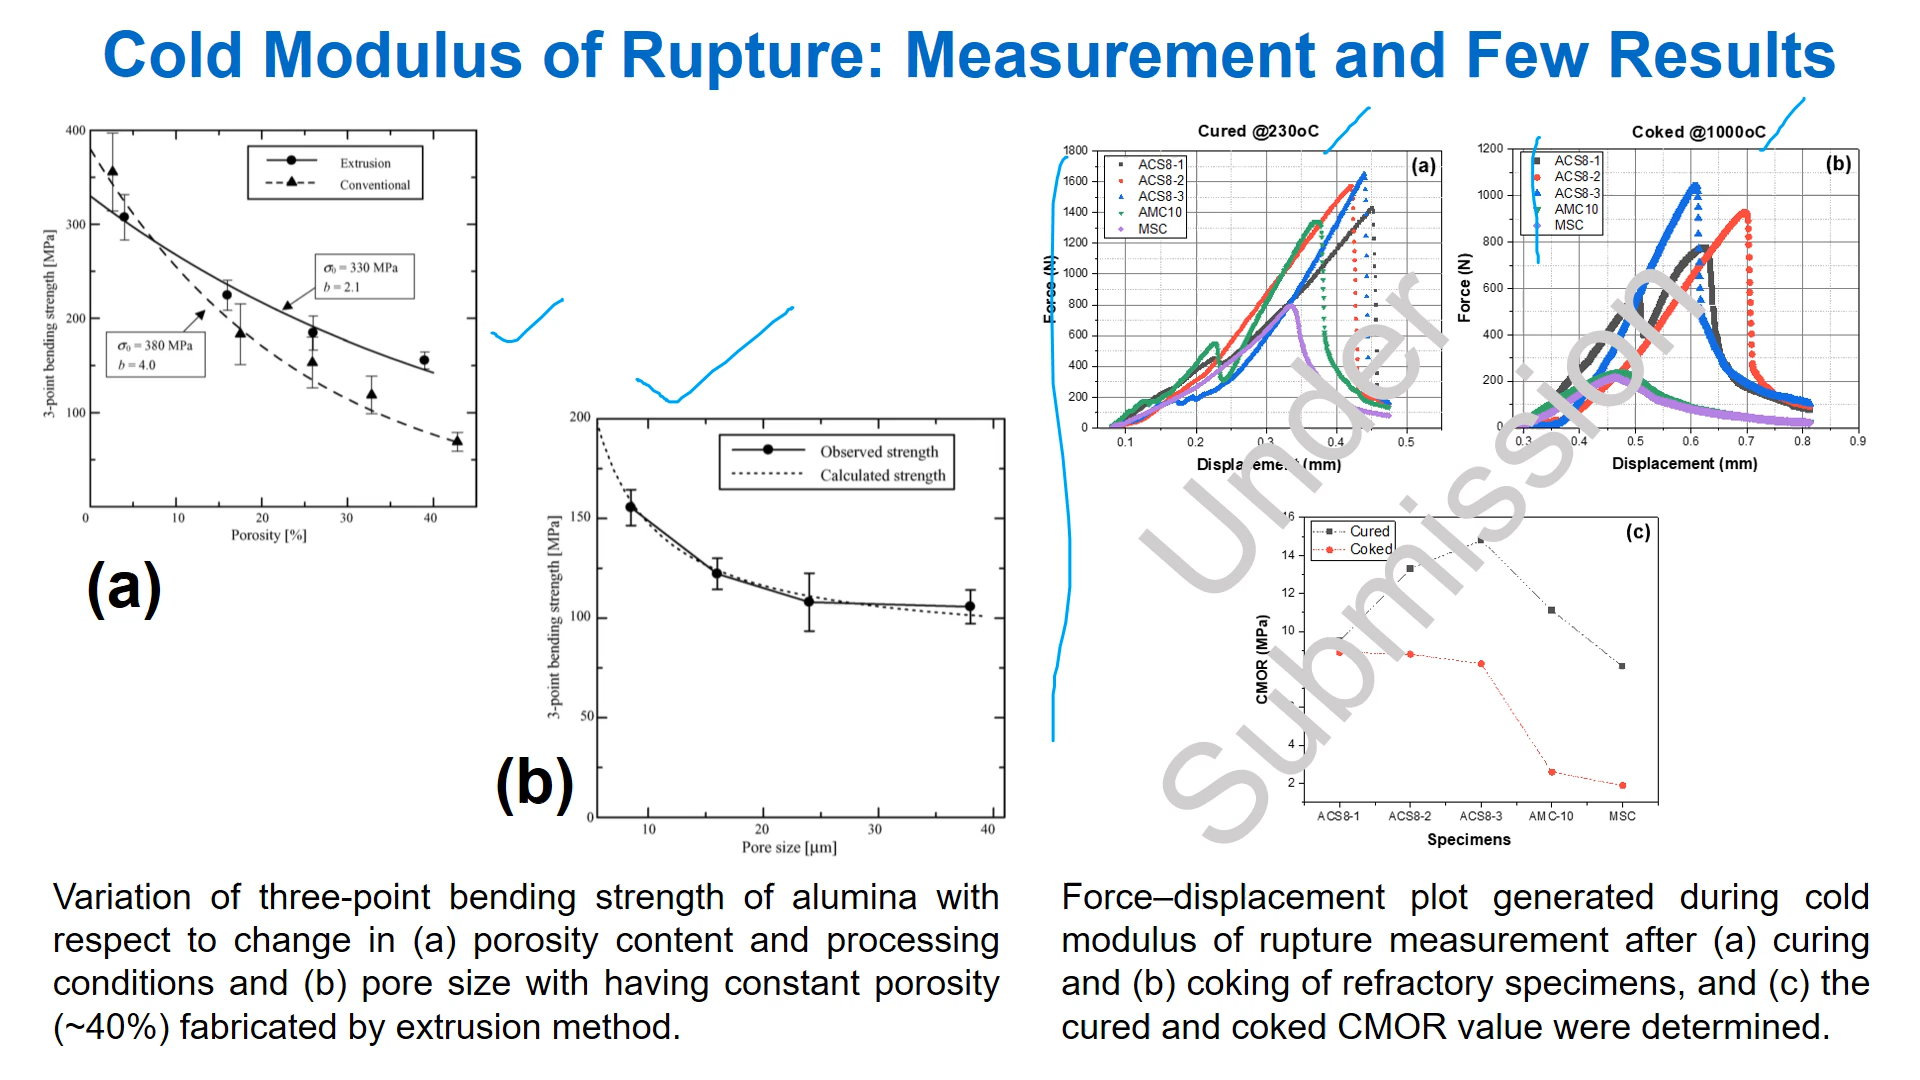 Cold Modulus of Rupture: Measurement and Few Results
400
300
200
100
0
10
20
30
40
3-point bending strength [MPa]
Porosity [%]
Extrusion
Conventional
σ₀ = 330 MPa
b = 2.1
σ₀ = 380 MPa
b = 4.0
(a)
200
150
100
50
0
10
20
30
40
3-point bending strength [MPa]
Pore size [μm]
Observed strength
Calculated strength
(b)
Cured @230oC
1800
1600
1400
1200
1000
800
600
400
200
0
0.1
0.2
0.3
0.4
0.5
Force (N)
Displacement (mm)
ACS8-1
ACS8-2
ACS8-3
AMC10
MSC
(a)
Coked @1000oC
1200
1000
800
600
400
200
0
0.3
0.4
0.5
0.6
0.7
0.8
0.9
Force (N)
Displacement (mm)
ACS8-1
ACS8-2
ACS8-3
AMC10
MSC
(b)
16
14
12
10
4
2
CMOR (MPa)
Cured
Coked
(c)
ACS8-1
ACS8-2
ACS8-3
AMC-10
MSC
Specimens
Under
Submission
Variation of three-point bending strength of alumina with
respect to change in (a) porosity content and processing
conditions and (b) pore size with having constant porosity
(~40%) fabricated by extrusion method.
Force–displacement plot generated during cold
modulus of rupture measurement after (a) curing
and (b) coking of refractory specimens, and (c) the
cured and coked CMOR value were determined.